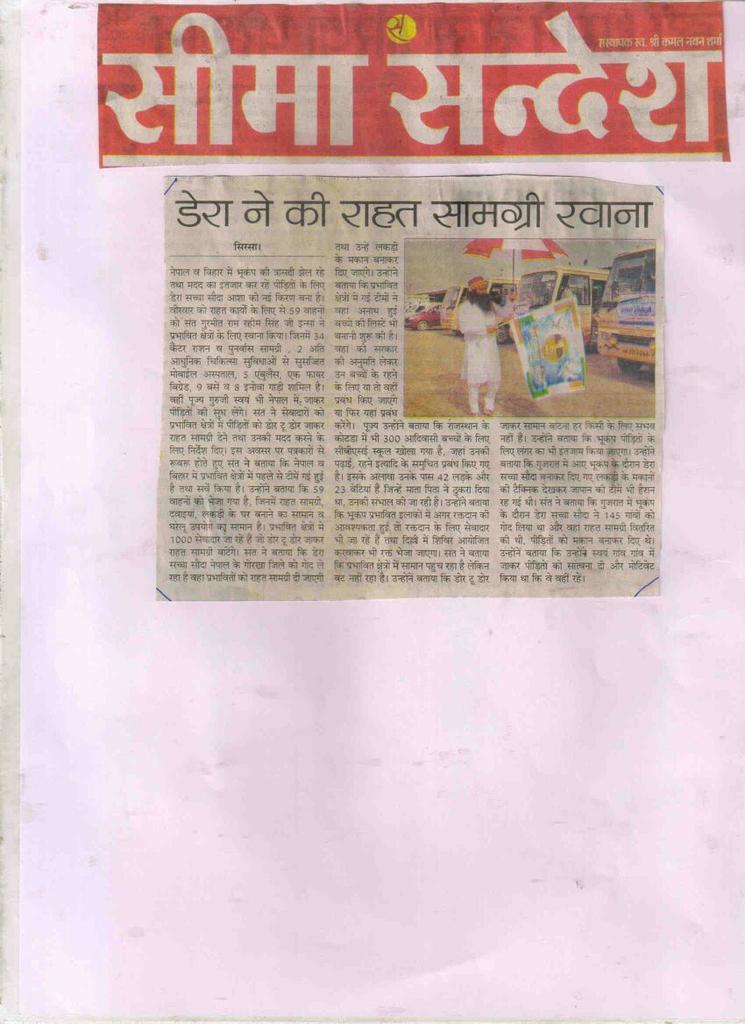 संस्थापक स्व. श्री कमल नयन शर्मा
सीमा सन्देश
डेरा ने की राहत सामग्री रवाना
सिरसा।
नेपाल व बिहार में भूकंप की त्रासदी झेल रहे
तथा मदद का इंतजार कर रहे पीड़ितों के लिए
डेरा सच्चा सौदा आशा की नई किरण बना है।
वीरवार को राहत कार्यों के लिए से 59 वाहनों
को संत गुरमीत राम रहीम सिंह जी इन्सां ने
प्रभावित क्षेत्रों के लिए रवाना किया। जिनमें 34
कैंटर राशन व पुनर्वास सामग्री , 2 अति
आधुनिक चिकित्सा सुविधाओं से सुसज्जित
मोबाईल अस्पताल, 5 एंबुलैंस, एक फायर
ब्रिगेड, 9 बसें व 8 इनोवा गाड़ी शामिल है।
वहीं पूज्य गुरुजी स्वयं भी नेपाल में जाकर
पीड़ितों की सुध लेंगे। संत ने सेवादारों को
प्रभावित क्षेत्रों में पीड़ितों को डोर टू डोर जाकर
राहत सामग्री देने तथा उनकी मदद करने के
लिए निर्देश दिए। इस अवसर पर पत्रकारों से
रूबरू होते हुए संत ने बताया कि नेपाल व
बिहार में प्रभावित क्षेत्रों में पहले से टीमें गई हुई
है तथा सर्वे किया है। उन्होंने बताया कि 59
वाहनों को भेजा गया है, जिनमें राहत सामग्री,
दवाइयां, लकड़ी के घर बनाने का सामान व
घरेलू उपयोग का सामान है। प्रभावित क्षेत्रों में
1000 सेवादार जा रहे हैं जो डोर टू डोर जाकर
राहत सामग्री बांटेंगे। संत ने बताया कि डेरा
सच्चा सौदा नेपाल के गोरखा जिले को गोद ले
रहा है वहां प्रभावितों को राहत सामग्री दी जाएगी
तथा उन्हें लकड़ी
के मकान बनाकर
दिए जाएंगे। उन्होंने
बताया कि प्रभावित
क्षेत्रों में गई टीमों ने
वहां अनाथ हुई
बच्चों की लिस्टें भी
बनानी शुरू की है।
वहां की सरकार
की अनुमति लेकर
उन बच्चों के रहने
के लिए या तो वहीं
प्रबंध किए जाएंगे
या फिर यहां प्रबंध
करेंगे। पूज्य उन्होंने बताया कि राजस्थान के
कोटडा में भी 300 आदिवासी बच्चों के लिए
सीबीएसई स्कूल खोला गया है, जहां उनकी
पढ़ाई, रहने इत्यादि के समुचित प्रबंध किए गए
हैं। इसके अलावा उनके पास 42 लड़के और
23 बेटियां हैं जिन्हें माता पिता ने ठुकरा दिया
था, उनकी संभाल की जा रही है। उन्होंने बताया
कि भूकंप प्रभावित इलाकों में अगर रक्तदान की
आवश्यकता हुई तो रक्तदान के लिए सेवादार
भी जा रहे हैं तथा दिल्ली में शिविर आयोजित
करवाकर भी रक्त भेजा जाएगा। संत ने बताया
कि प्रभावित क्षेत्रों में सामान पहुंच रहा है लेकिन
बंट नहीं रहा है। उन्होंने बताया कि डोर टू डोर
जाकर सामान बांटना हर किसी के लिए संभव
नहीं है। उन्होंने बताया कि भूकंप पीड़ितों के
लिए लंगर का भी इंतजाम किया जाएगा। उन्होंने
बताया कि गुजरात में आए भूकंप के दौरान डेरा
सच्चा सौदा बनाकर दिए गए लकड़ी के मकानों
की टैक्निक देखकर जापान की टीमें भी हैरान
रह गई थी। संत ने बताया कि गुजरात में भूकंप
के दौरान डेरा सच्चा सौदा ने 145 गांवों को
गोद लिया था और वहां राहत सामग्री वितरित
की थी, पीड़ितों को मकान बनाकर दिए थे।
उन्होंने बताया कि उन्होंने स्वयं गांव गांव में
जाकर पीड़ितों को सांत्वना दी और मोटिवेट
किया था कि वे वहीं रहें।